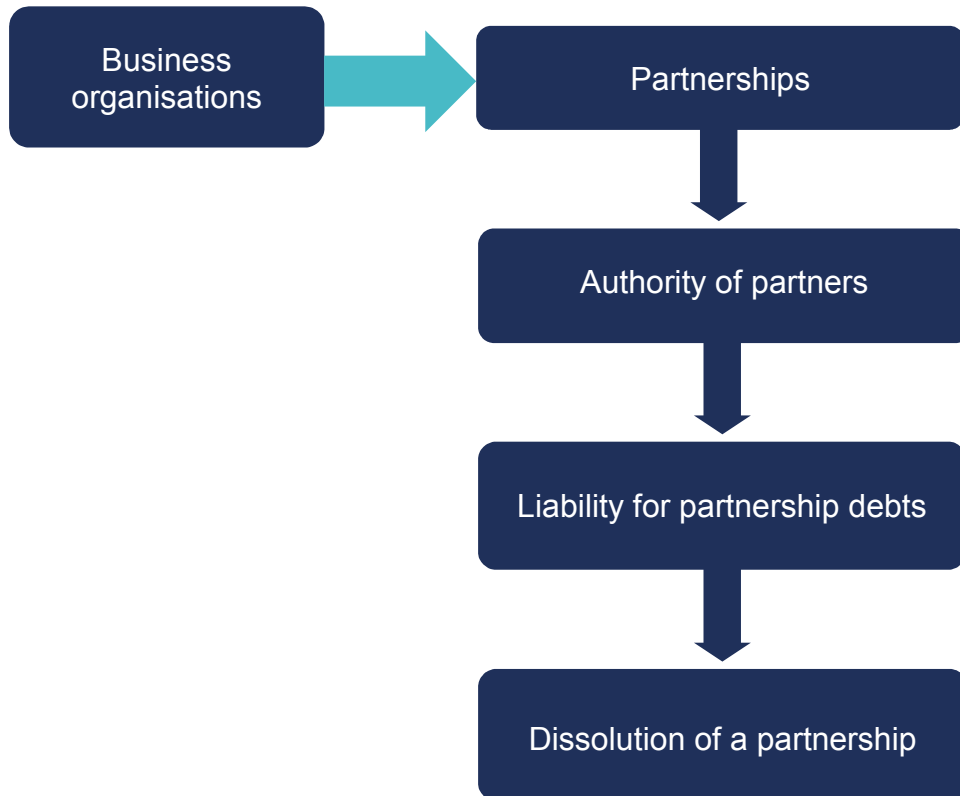 Business
organisations
Partnerships
Authority of partners
Liability for partnership debts
Dissolution of a partnership